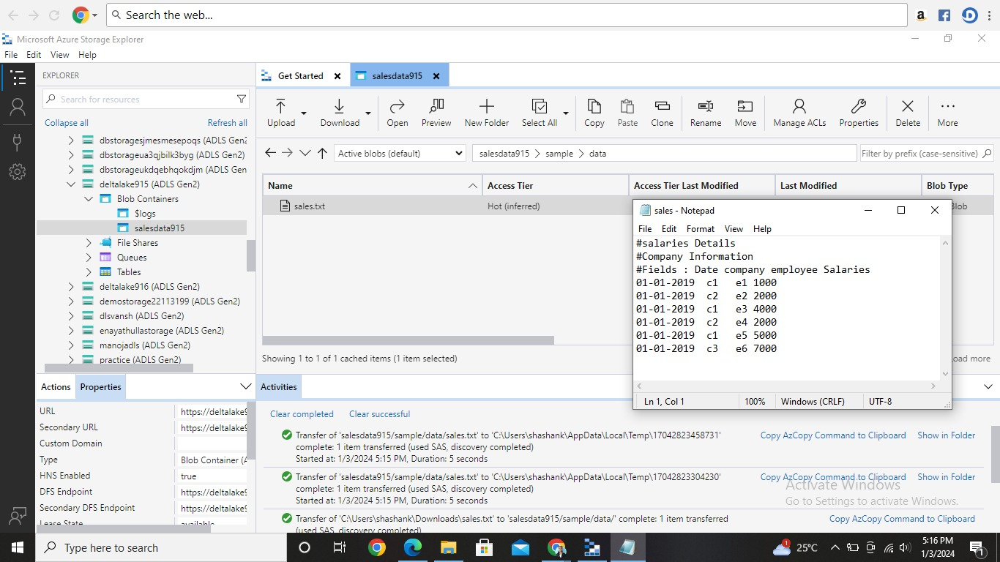 Search the web...
Microsoft Azure Storage Explorer
File Edit View Help
EXPLORER
Search for resources
Collapse all Refresh all
dbstoragesjmesmesepoqs (ADLS Gen2
dbstorageua3qjbilk3byg (ADLS Gen2)
dbstorageukdqebhqokdjm (ADLS Gen
deltalake915 (ADLS Gen2)
Blob Containers
$logs
salesdata915
File Shares
Queues
Tables
deltalake916 (ADLS Gen2)
demostorage22113199 (ADLS Gen2)
dlsvansh (ADLS Gen2)
enayathullastorage (ADLS Gen2)
manojadls (ADLS Gen2)
practice (ADLS Gen2)
Actions Properties
URL https://deltalake9
Secondary URL https://deltalake9
Custom Domain
Type Blob Container (A
HNS Enabled true
DFS Endpoint https://deltalake9
Secondary DFS Endpoint https://deltalake9
Lease State available
Get Started salesdata915
Upload Download Open Preview New Folder Select All Copy Paste Clone Rename Move Manage ACLs Properties Delete More
Active blobs (default) salesdata915 > sample > data Filter by prefix (case-sensitive)
Name Access Tier Access Tier Last Modified Last Modified Blob Type
sales.txt Hot (inferred) Blob
Showing 1 to 1 of 1 cached items (1 item selected) oad more
sales - Notepad
File Edit Format View Help
#salaries Details
#Company Information
#Fields : Date company employee Salaries
01-01-2019 c1 e1 1000
01-01-2019 c2 e2 2000
01-01-2019 c1 e3 4000
01-01-2019 c2 e4 2000
01-01-2019 c1 e5 5000
01-01-2019 c3 e6 7000
Ln 1, Col 1 100% Windows (CRLF) UTF-8
Activities
Clear completed Clear successful
Transfer of 'salesdata915/sample/data/sales.txt' to 'C:\Users\shashank\AppData\Local\Temp\17042823458731' Copy AzCopy Command to Clipboard Show in Folder
complete: 1 item transferred (used SAS, discovery completed)
Started at: 1/3/2024 5:15 PM, Duration: 5 seconds
Transfer of 'salesdata915/sample/data/sales.txt' to 'C:\Users\shashank\AppData\Local\Temp\17042823304230' Copy AzCopy Command to Clipboard Show in Folder
complete: 1 item transferred (used SAS, discovery completed)
Started at: 1/3/2024 5:15 PM, Duration: 5 seconds
Activate Windows
Go to Settings to activate Windows.
Transfer of 'C:\Users\shashank\Downloads\sales.txt' to 'salesdata915/sample/data/' complete: 1 item transferred Copy AzCopy Command to Clipboard
(used SAS, discovery completed)
Type here to search
1 25°C
5:16 PM
1/3/2024
1